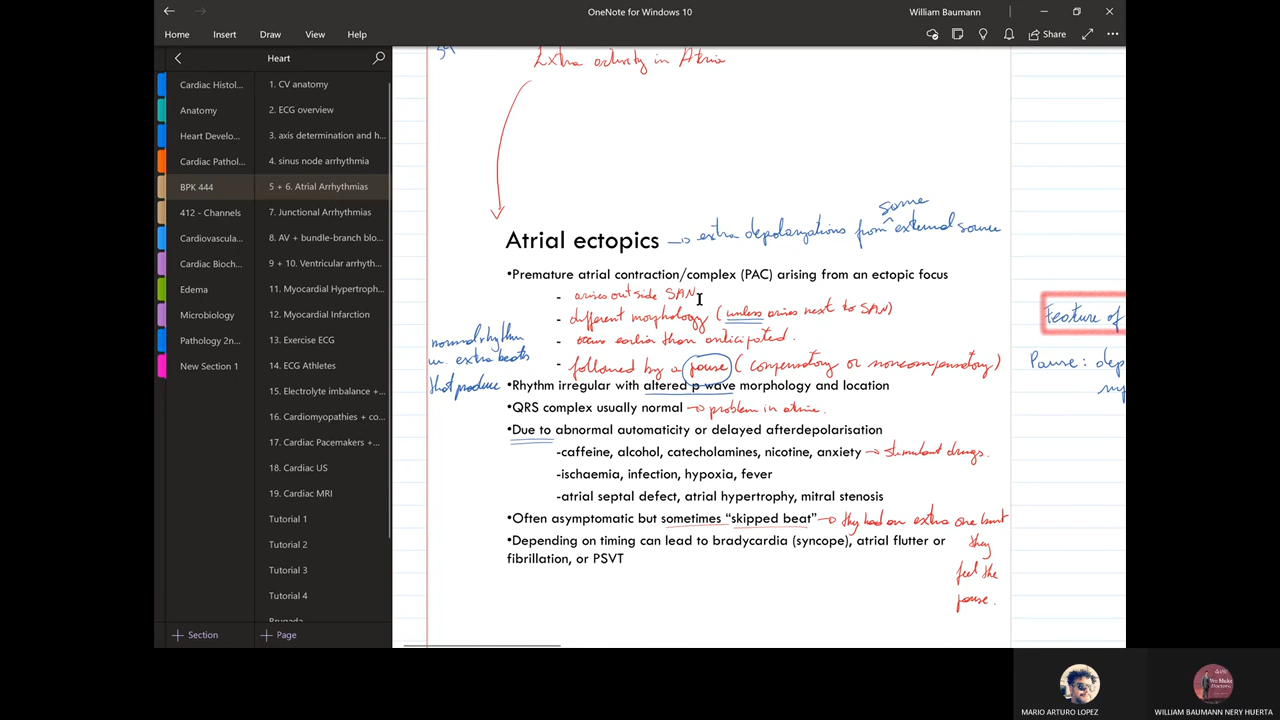 OneNote for Windows 10
William Baumann
Home Insert Draw View Help
Share
Heart
Cardiac Histol...
Anatomy
Heart Develo...
Cardiac Pathol...
BPK 444
412 - Channels
Cardiovascula...
Cardiac Bioch...
Edema
Microbiology
Pathology 2n...
New Section 1
1. CV anatomy
2. ECG overview
3. axis determination and h...
4. sinus node arrhythmia
5 + 6. Atrial Arrhythmias
7. Junctional Arrhythmias
8. AV + bundle-branch blo...
9 + 10. Ventricular arryth...
11. Myocardial Hypertroph...
12. Myocardial Infarction
13. Exercise ECG
14. ECG Athletes
15. Electrolyte imbalance +...
16. Cardiomyopathies + co...
17. Cardiac Pacemakers +...
18. Cardiac US
19. Cardiac MRI
Tutorial 1
Tutorial 2
Tutorial 3
Tutorial 4
Brugada
Section
Page
Extra activity in Atria
some
Atrial ectopics → extra depolarizations from ^ external source
•Premature atrial contraction/complex (PAC) arising from an ectopic focus
- arises outside SAN
- different morphology (unless arises next to SAN)
- occurs earlier than anticipated.
- followed by a pause (compensatory or noncompensatory)
normal rhythm
w. extra beats
that produce
•Rhythm irregular with altered p wave morphology and location
•QRS complex usually normal → problem in atria.
•Due to abnormal automaticity or delayed afterdepolarisation
-caffeine, alcohol, catecholamines, nicotine, anxiety → stimulant drugs.
-ischaemia, infection, hypoxia, fever
-atrial septal defect, atrial hypertrophy, mitral stenosis
•Often asymptomatic but sometimes "skipped beat" → they had an extra one but
they
feel the
pause.
•Depending on timing can lead to bradycardia (syncope), atrial flutter or
fibrillation, or PSVT
Feature of
Pause: dep
MARIO ARTURO LOPEZ
WILLIAM BAUMANN NERY HUERTA